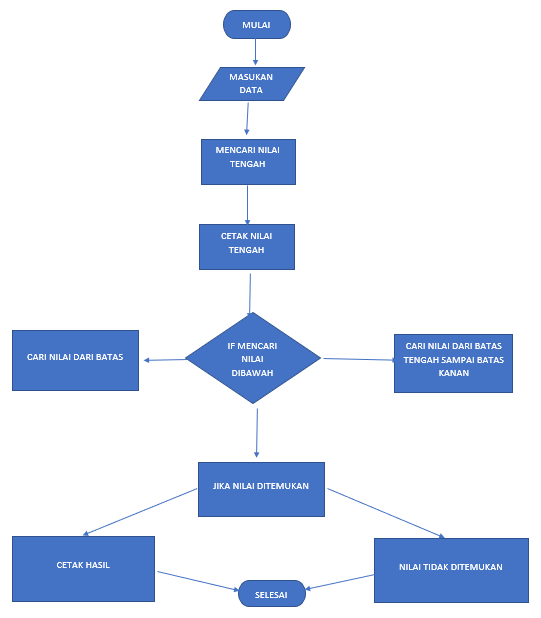 MULAI
MASUKAN
DATA
MENCARI NILAI
TENGAH
CETAK NILAI
TENGAH
IF MENCARI
NILAI
DIBAWAH
CARI NILAI DARI BATAS
CARI NILAI DARI BATAS
TENGAH SAMPAI BATAS
KANAN
JIKA NILAI DITEMUKAN
CETAK HASIL
NILAI TIDAK DITEMUKAN
SELESAI